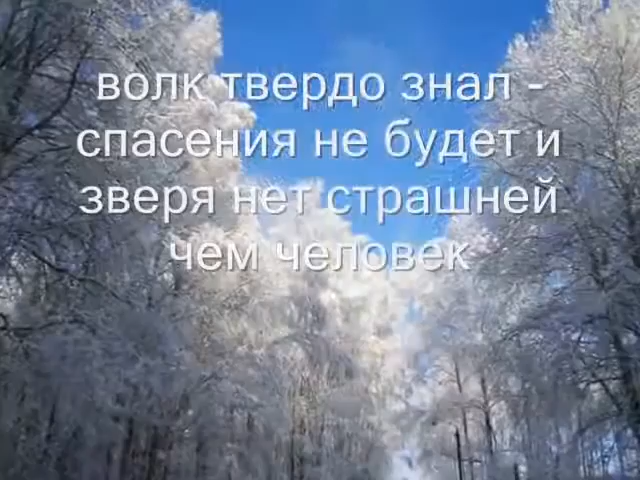 волк твердо знал -
спасения не будет и
зверя нет страшней
чем человек